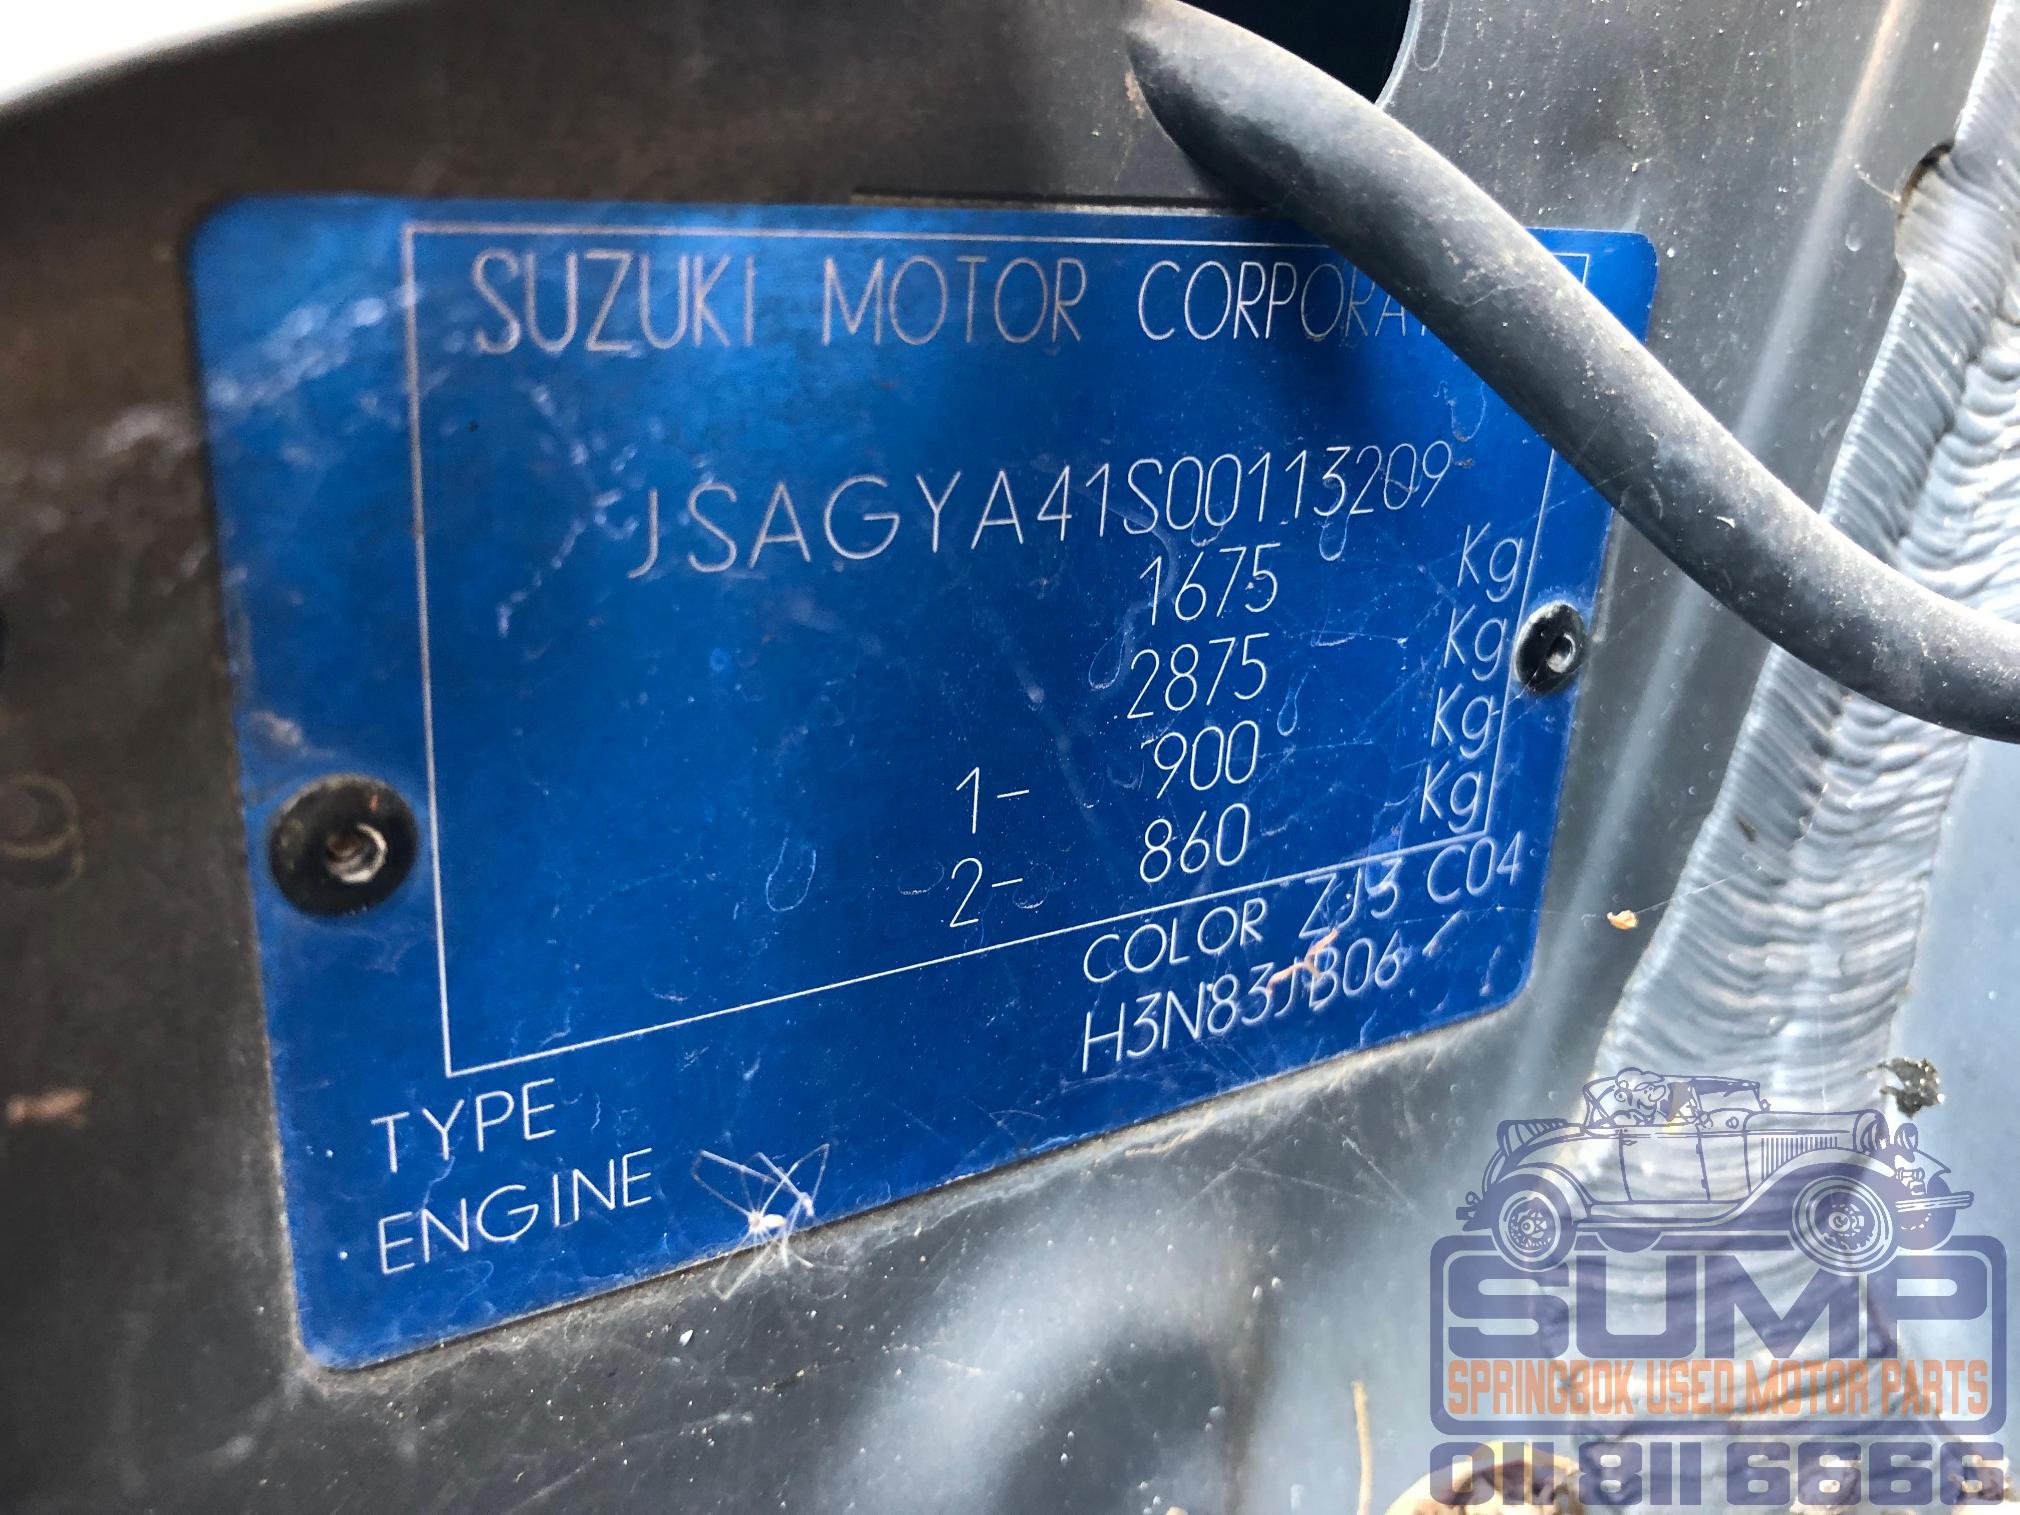 SUZUKI MOTOR CORPORAT
JSAGYA41S00113209
1675 Kg
2875 Kg
1- 900 Kg
2- 860 Kg
COLOR ZJ3 C04
H3N83JB06
TYPE
ENGINE
SUMP
SPRINGBOK USED MOTOR PARTS
011 811 6666